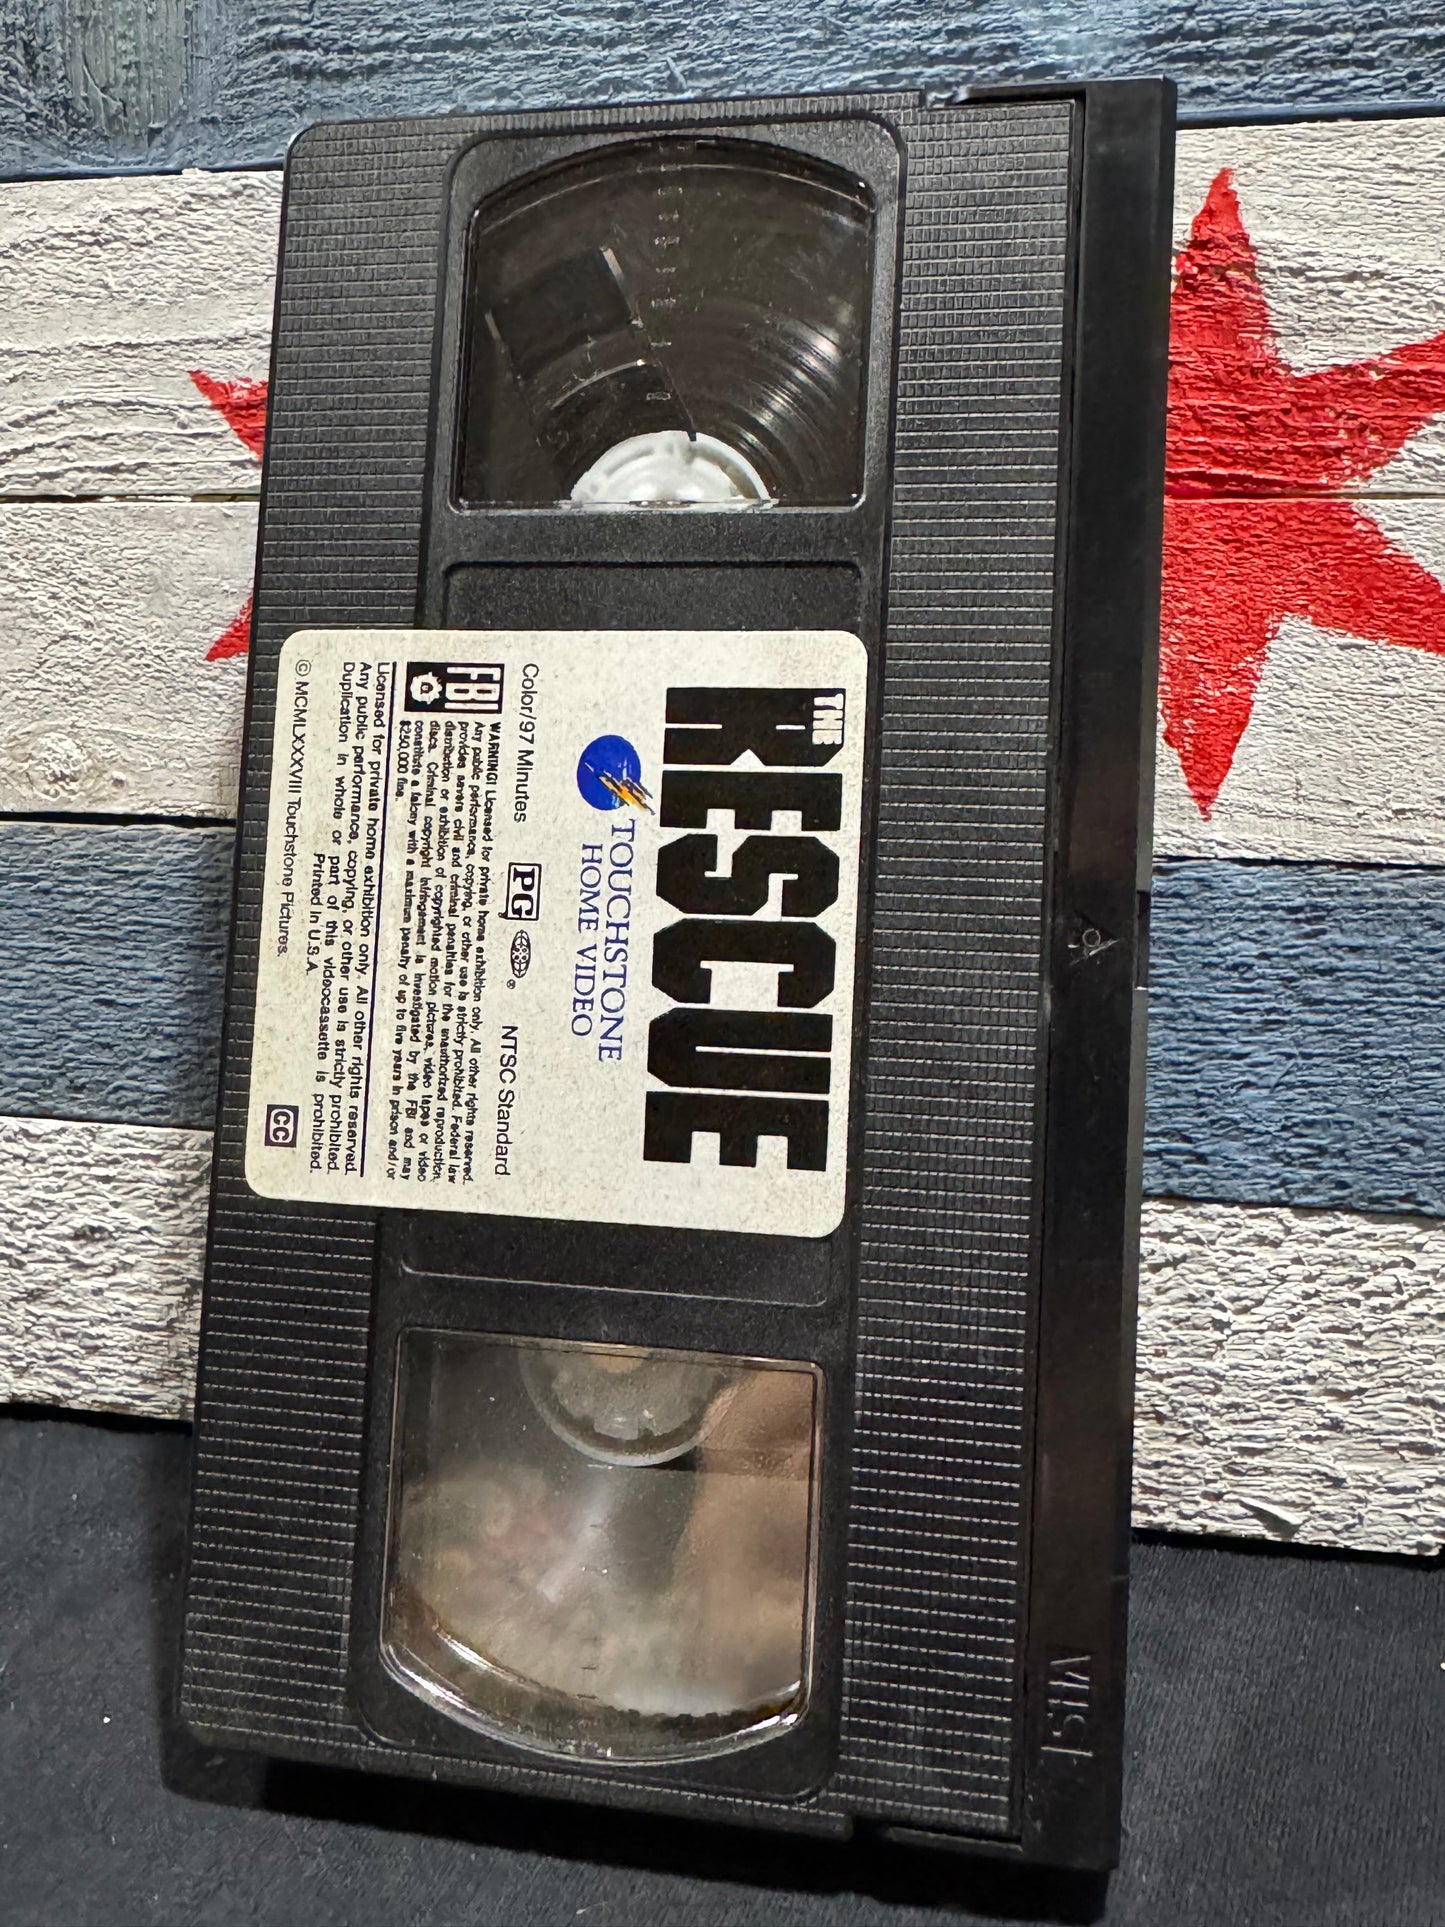 THE
RESCUE
TOUCHSTONE
HOME VIDEO
Color/97 Minutes PG ® NTSC Standard
FBI
WARNING! Licensed for private home exhibition only. All other rights reserved.
Any public performance, copying, or other use is strictly prohibited. Federal law
provides severe civil and criminal penalties for the unauthorized reproduction,
distribution or exhibition of copyrighted motion pictures, video tapes or video
discs. Criminal copyright infringement is investigated by the FBI and may
constitute a felony with a maximum penalty of up to five years in prison and/or
$250,000 fine.
Licensed for private home exhibition only. All other rights reserved.
Any public performance, copying, or other use is strictly prohibited.
Duplication in whole or part of this videocassette is prohibited.
Printed in U.S.A.
© MCMLXXXVIII Touchstone Pictures.
CC
VHS